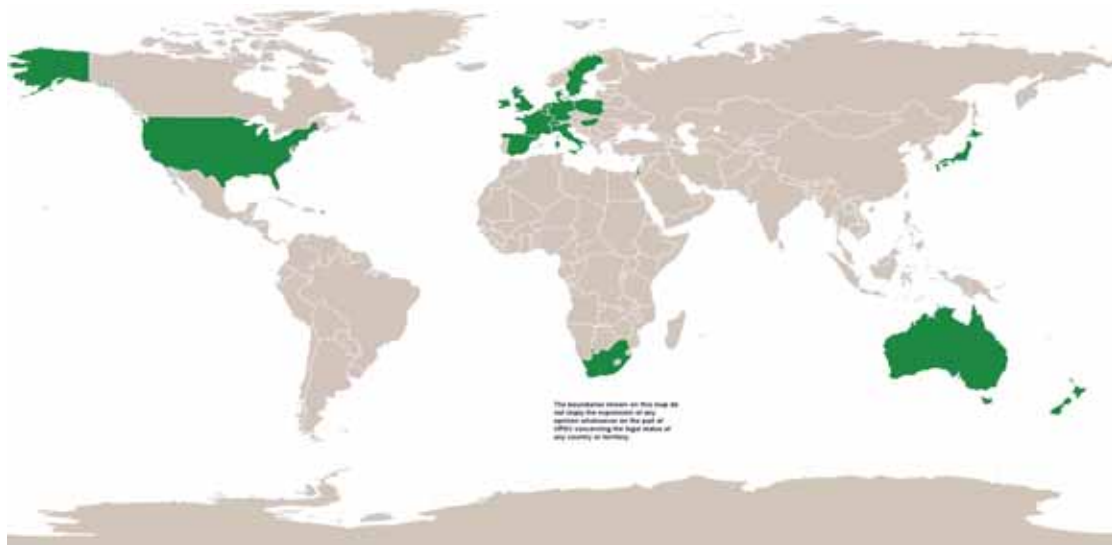 The boundaries shown on this map do
not imply the expression of any
opinion whatsoever on the part of
UPOV concerning the legal status of
any country or territory.